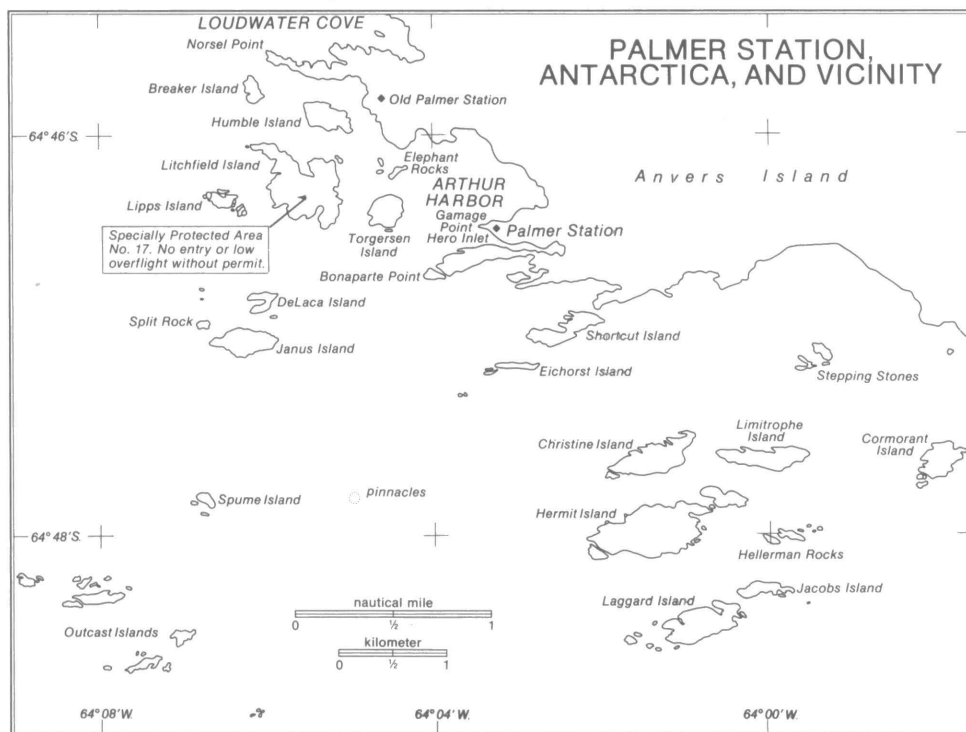 LOUDWATER COVE
Norsel Point
PALMER STATION,
ANTARCTICA, AND VICINITY
Breaker Island
Old Palmer Station
Humble Island
64° 46' S.
Litchfield Island
Elephant
Rocks
Anvers Island
ARTHUR
HARBOR
Lipps Island
Gamage
Point
Palmer Station
Hero Inlet
Specially Protected Area
No. 17. No entry or low
overflight without permit.
Torgersen
Island
Bonaparte Point
DeLaca Island
Split Rock
Janus Island
Shortcut Island
Eichorst Island
Stepping Stones
Limitrophe
Island
Christine Island
Cormorant
Island
Spume Island
pinnacles
Hermit Island
64° 48' S.
Hellerman Rocks
Jacobs Island
nautical mile
0 ½ 1
Laggard Island
Outcast Islands
kilometer
0 ½ 1
64° 08' W.
64° 04' W.
64° 00' W.